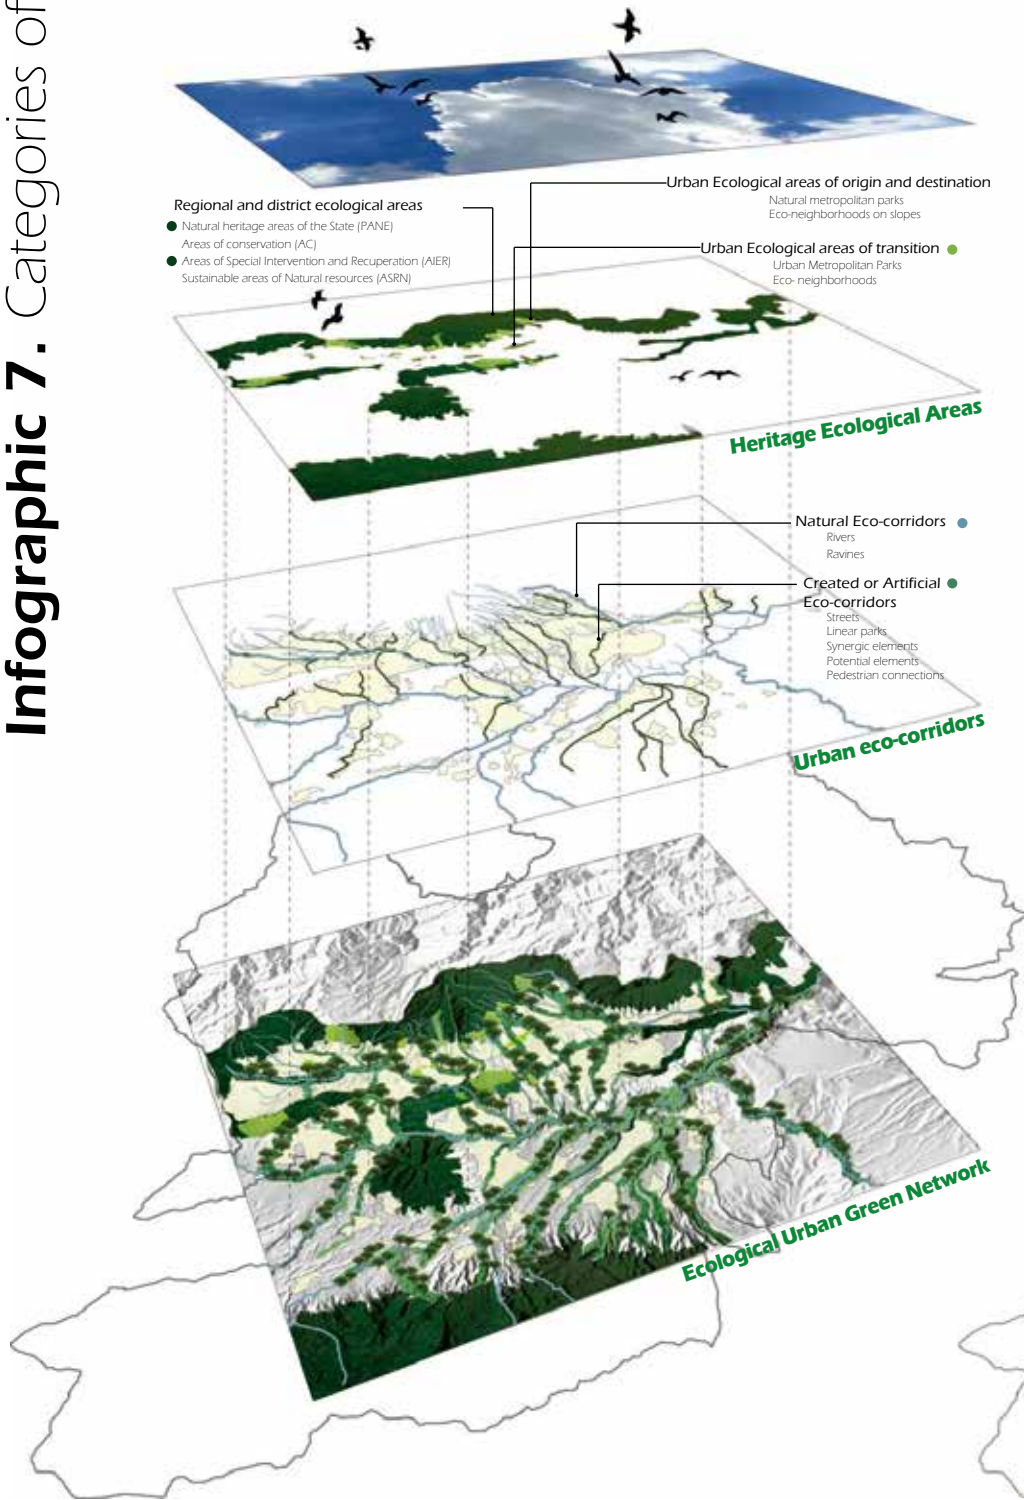 Infographic 7. Categories of
Regional and district ecological areas
Natural heritage areas of the State (PANE)
Areas of conservation (AC)
Areas of Special Intervention and Recuperation (AIER)
Sustainable areas of Natural resources (ASRN)
Urban Ecological areas of origin and destination
Natural metropolitan parks
Eco-neighborhoods on slopes
Urban Ecological areas of transition
Urban Metropolitan Parks
Eco- neighborhoods
Heritage Ecological Areas
Natural Eco-corridors
Rivers
Ravines
Created or Artificial
Eco-corridors
Streets
Linear parks
Synergic elements
Potential elements
Pedestrian connections
Urban eco-corridors
Ecological Urban Green Network